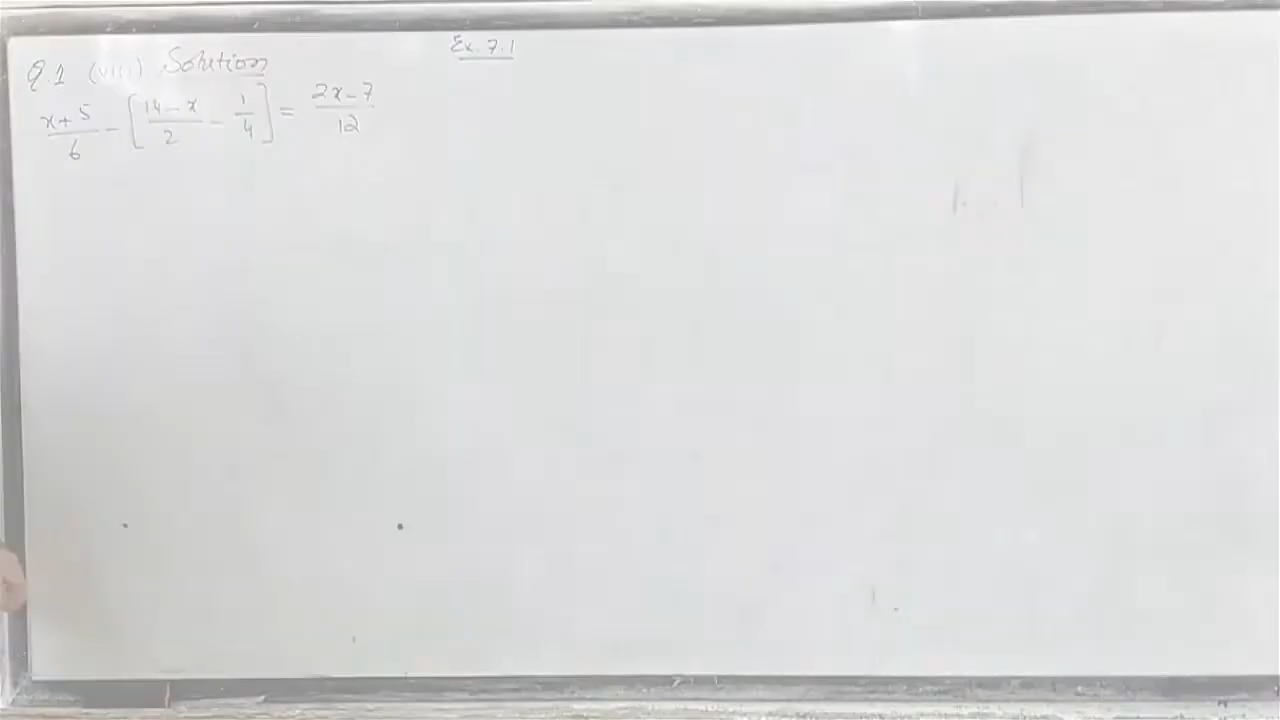 Ex. 7.1
Q.1 (viii) Solution
x+5/6 - [14-x/2 - 1/4] = 2x-7/12